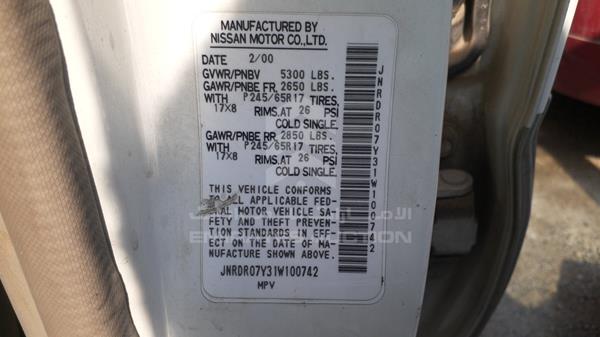 MANUFACTURED BY
NISSAN MOTOR CO.,LTD.
DATE 2/00
GVWR/PNBV 5300 LBS.
GAWR/PNBE FR. 2650 LBS.
WITH P245/65R17 TIRES,
17X8 RIMS.AT 26 PSI
COLD SINGLE.
GAWR/PNBE RR. 2850 LBS.
WITH P245/65R17 TIRES,
17X8 RIMS.AT 26 PSI
COLD SINGLE.
THIS VEHICLE CONFORMS
ALL APPLICABLE FED-
AL MOTOR VEHICLE SA-
FETY AND THEFT PREVEN-
TION STANDARDS IN EFF-
ECT ON THE DATE OF MA-
NUFACTURE SHOWN ABOVE.
JNRDR07Y31W100742
MPV
JNRDR07Y31W100742